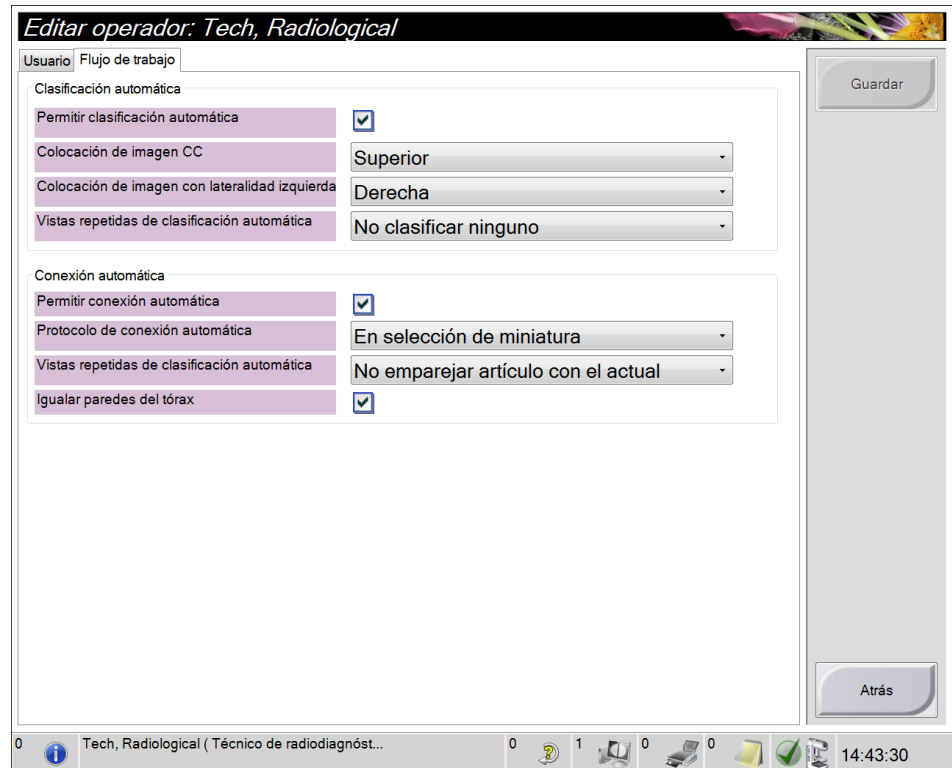 Editar operador: Tech, Radiological
Usuario Flujo de trabajo
Guardar
Clasificación automática
Permitir clasificación automática
Colocación de imagen CC Superior
Colocación de imagen con lateralidad izquierda Derecha
Vistas repetidas de clasificación automática No clasificar ninguno
Conexión automática
Permitir conexión automática
Protocolo de conexión automática En selección de miniatura
Vistas repetidas de clasificación automática No emparejar artículo con el actual
Igualar paredes del tórax
Atrás
0 Tech, Radiological ( Técnico de radiodiagnóst... 0 1 0 0 14:43:30